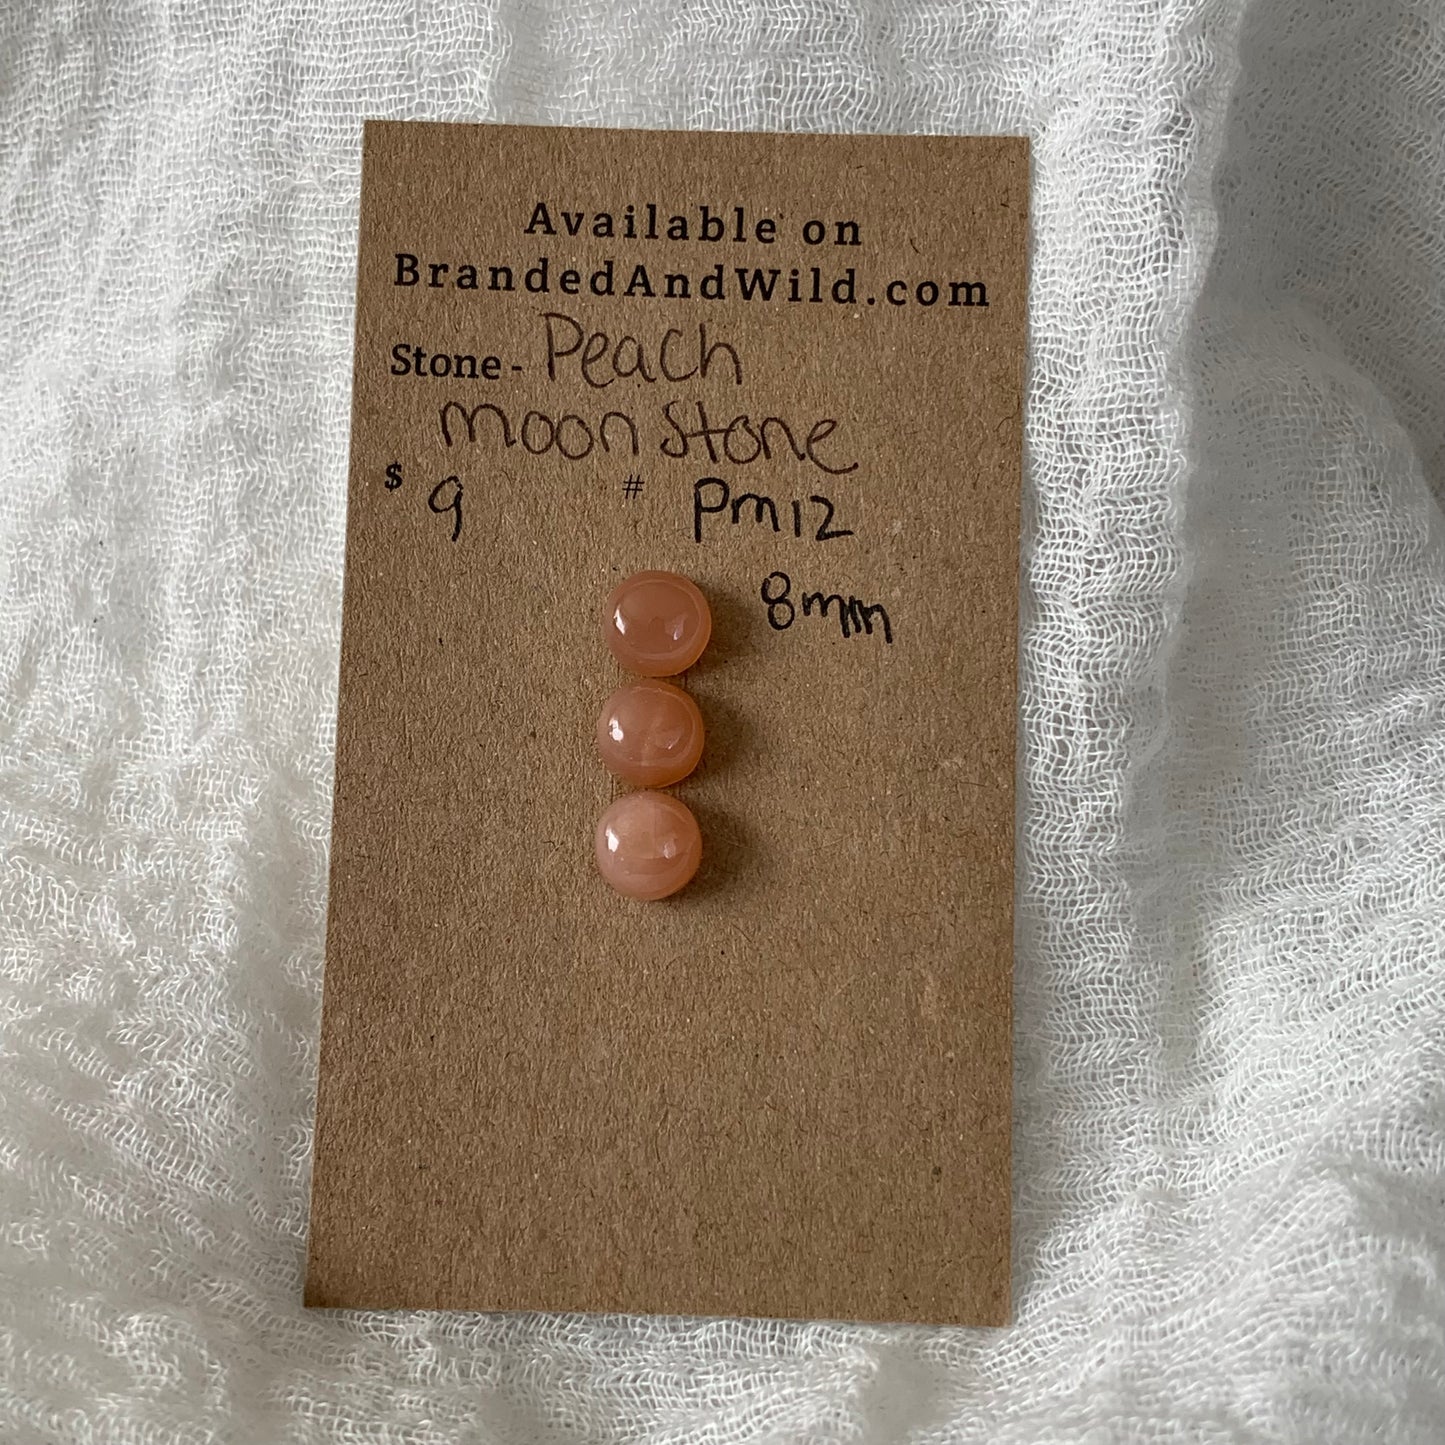 Available on
BrandedAndWild.com
Stone - Peach
moonstone
$ 9 # Pm12
8mm